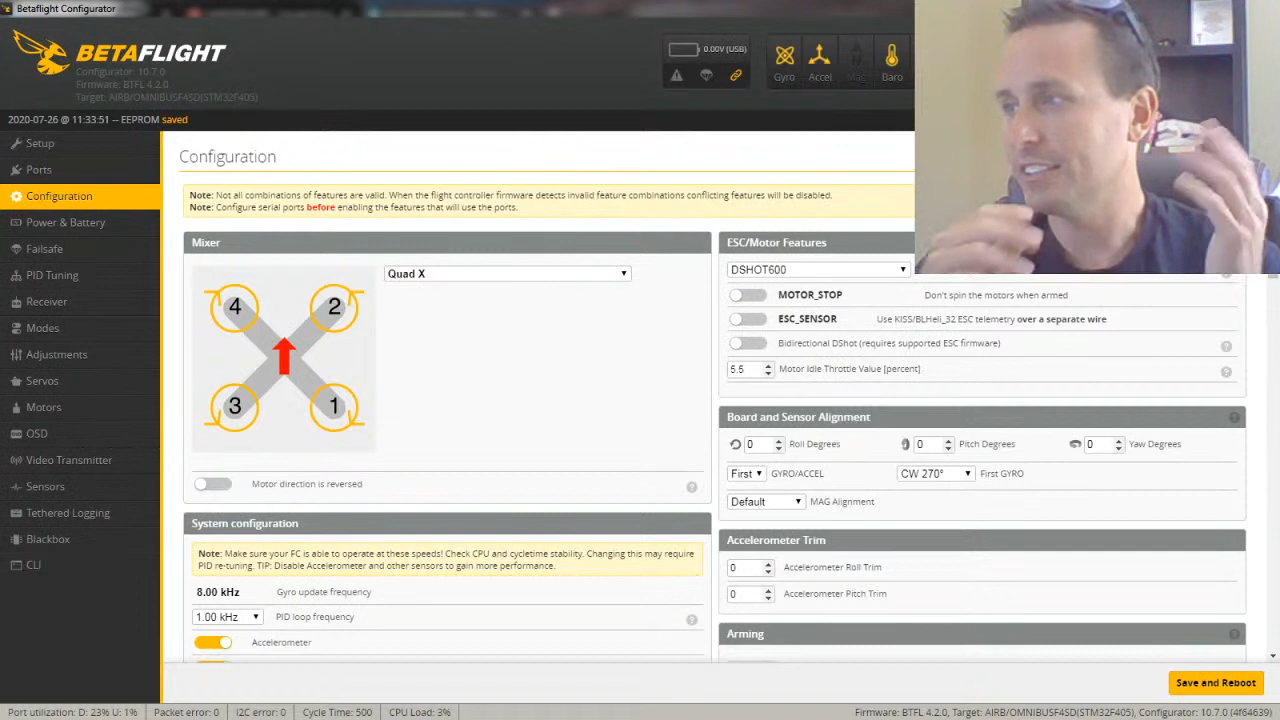 Betaflight Configurator
BETAFLIGHT
Configurator: 10.7.0
Firmware: BTFL 4.2.0
Target: AIRB/OMNIBUSF4SD(STM32F405)
0.00V (USB)
Gyro
Accel
Mag
Baro
2020-07-26 @ 11:33:51 -- EEPROM saved
Setup
Ports
Configuration
Power & Battery
Failsafe
PID Tuning
Receiver
Modes
Adjustments
Servos
Motors
OSD
Video Transmitter
Sensors
Tethered Logging
Blackbox
CLI
Configuration
Note: Not all combinations of features are valid. When the flight controller firmware detects invalid feature combinations conflicting features will be disabled.
Note: Configure serial ports before enabling the features that will use the ports.
Mixer
Quad X
4
2
3
1
Motor direction is reversed
System configuration
Note: Make sure your FC is able to operate at these speeds! Check CPU and cycletime stability. Changing this may require
PID re-tuning. TIP: Disable Accelerometer and other sensors to gain more performance.
8.00 kHz Gyro update frequency
1.00 kHz PID loop frequency
Accelerometer
ESC/Motor Features
DSHOT600
MOTOR_STOP Don't spin the motors when armed
ESC_SENSOR Use KISS/BLHeli_32 ESC telemetry over a separate wire
Bidirectional DShot (requires supported ESC firmware)
5.5 Motor Idle Throttle Value [percent]
Board and Sensor Alignment
0 Roll Degrees 0 Pitch Degrees 0 Yaw Degrees
First GYRO/ACCEL CW 270° First GYRO
Default MAG Alignment
Accelerometer Trim
0 Accelerometer Roll Trim
0 Accelerometer Pitch Trim
Arming
Save and Reboot
Port utilization: D: 23% U: 1% Packet error: 0 I2C error: 0 Cycle Time: 500 CPU Load: 3% Firmware: BTFL 4.2.0, Target: AIRB/OMNIBUSF4SD(STM32F405), Configurator: 10.7.0 (4f64639)